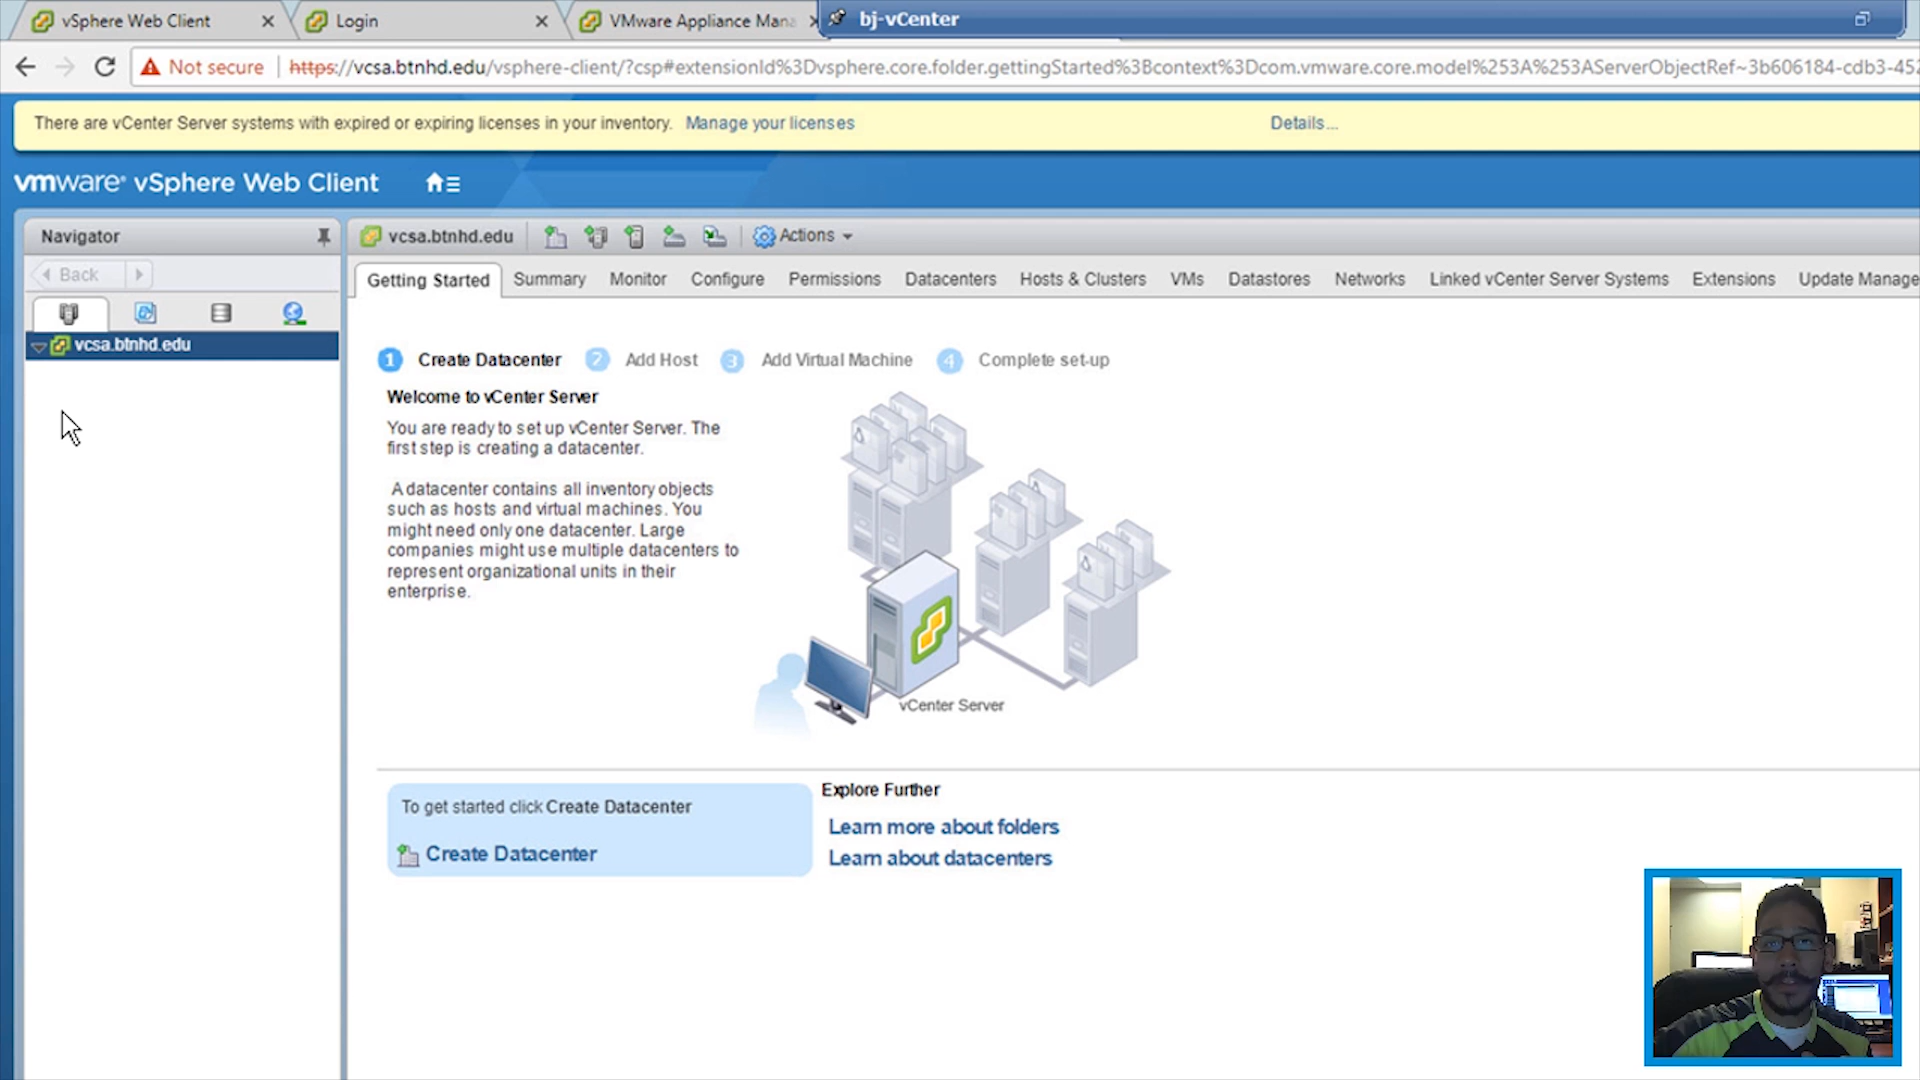 vSphere Web Client
Login
VMware Appliance Mana
bj-vCenter
Not secure
https://vcsa.btnhd.edu/vsphere-client/?csp#extensionId%3Dvsphere.core.folder.gettingStarted%3Bcontext%3Dcom.vmware.core.model%253A%253AServerObjectRef~3b606184-cdb3-452
There are vCenter Server systems with expired or expiring licenses in your inventory. Manage your licenses Details...
vmware® vSphere Web Client
Navigator
vcsa.btnhd.edu
Actions
Back
Getting Started Summary Monitor Configure Permissions Datacenters Hosts & Clusters VMs Datastores Networks Linked vCenter Server Systems Extensions Update Manage
vcsa.btnhd.edu
1 Create Datacenter 2 Add Host 3 Add Virtual Machine 4 Complete set-up
Welcome to vCenter Server
You are ready to set up vCenter Server. The
first step is creating a datacenter.
A datacenter contains all inventory objects
such as hosts and virtual machines. You
might need only one datacenter. Large
companies might use multiple datacenters to
represent organizational units in their
enterprise.
vCenter Server
To get started click Create Datacenter
Create Datacenter
Explore Further
Learn more about folders
Learn about datacenters